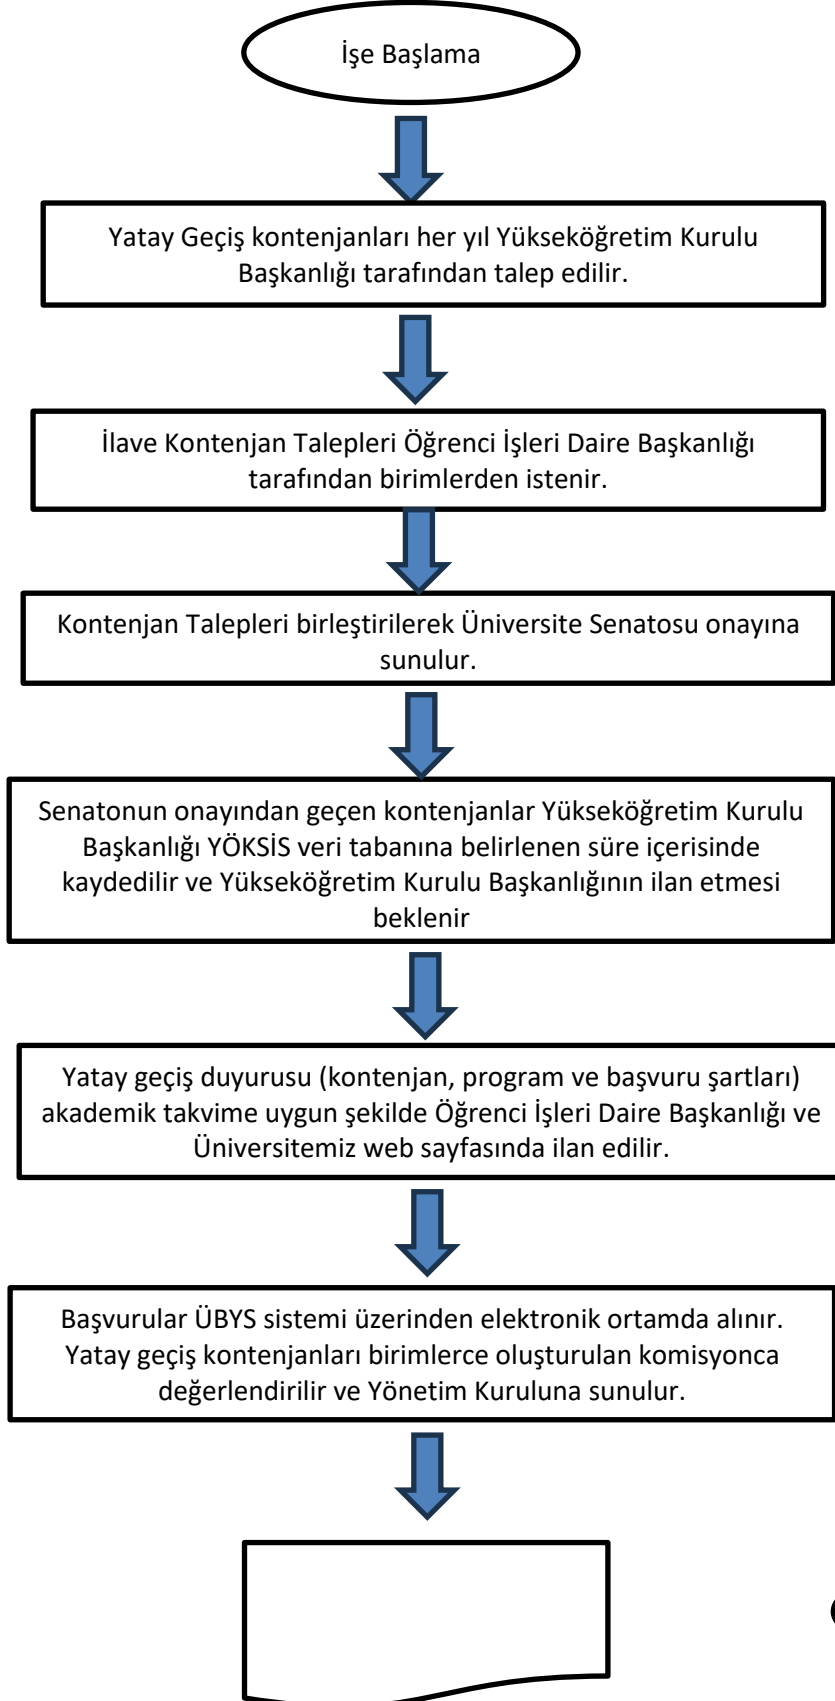 İşe Başlama
Yatay Geçiş kontenjanları her yıl Yükseköğretim Kurulu
Başkanlığı tarafından talep edilir.
İlave Kontenjan Talepleri Öğrenci İşleri Daire Başkanlığı
tarafından birimlerden istenir.
Kontenjan Talepleri birleştirilerek Üniversite Senatosu onayına
sunulur.
Senatonun onayından geçen kontenjanlar Yükseköğretim Kurulu
Başkanlığı YÖKSİS veri tabanına belirlenen süre içerisinde
kaydedilir ve Yükseköğretim Kurulu Başkanlığının ilan etmesi
beklenir
Yatay geçiş duyurusu (kontenjan, program ve başvuru şartları)
akademik takvime uygun şekilde Öğrenci İşleri Daire Başkanlığı ve
Üniversitemiz web sayfasında ilan edilir.
Başvurular ÜBYS sistemi üzerinden elektronik ortamda alınır.
Yatay geçiş kontenjanları birimlerce oluşturulan komisyonca
değerlendirilir ve Yönetim Kuruluna sunulur.